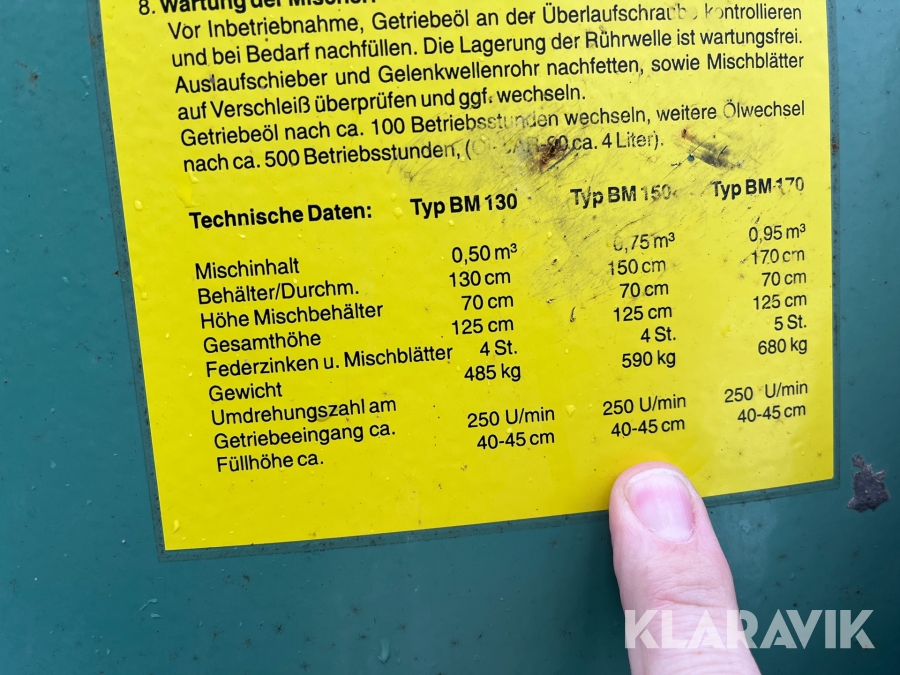 8. Wartung der Mischer:
Vor Inbetriebnahme, Getriebeöl an der Überlaufschraube kontrollieren
und bei Bedarf nachfüllen. Die Lagerung der Rührwelle ist wartungsfrei.
Auslaufschieber und Gelenkwellenrohr nachfetten, sowie Mischblätter
auf Verschleiß überprüfen und ggf. wechseln.
Getriebeöl nach ca. 100 Betriebsstunden wechseln, weitere Ölwechsel
nach ca. 500 Betriebsstunden, ca. 4 Liter).
Technische Daten: Typ BM 130 Typ BM 150 Typ BM 170
Mischinhalt 0,50 m³ 0,75 m³ 0,95 m³
Behälter/Durchm. 130 cm 150 cm 170 cm
Höhe Mischbehälter 70 cm 70 cm 70 cm
Gesamthöhe 125 cm 125 cm 125 cm
Federzinken u. Mischblätter 4 St. 4 St. 5 St.
Gewicht 485 kg 590 kg 680 kg
Umdrehungszahl am
Getriebeeingang ca. 250 U/min 250 U/min 250 U/min
Füllhöhe ca. 40-45 cm 40-45 cm 40-45 cm
KLARAVIK